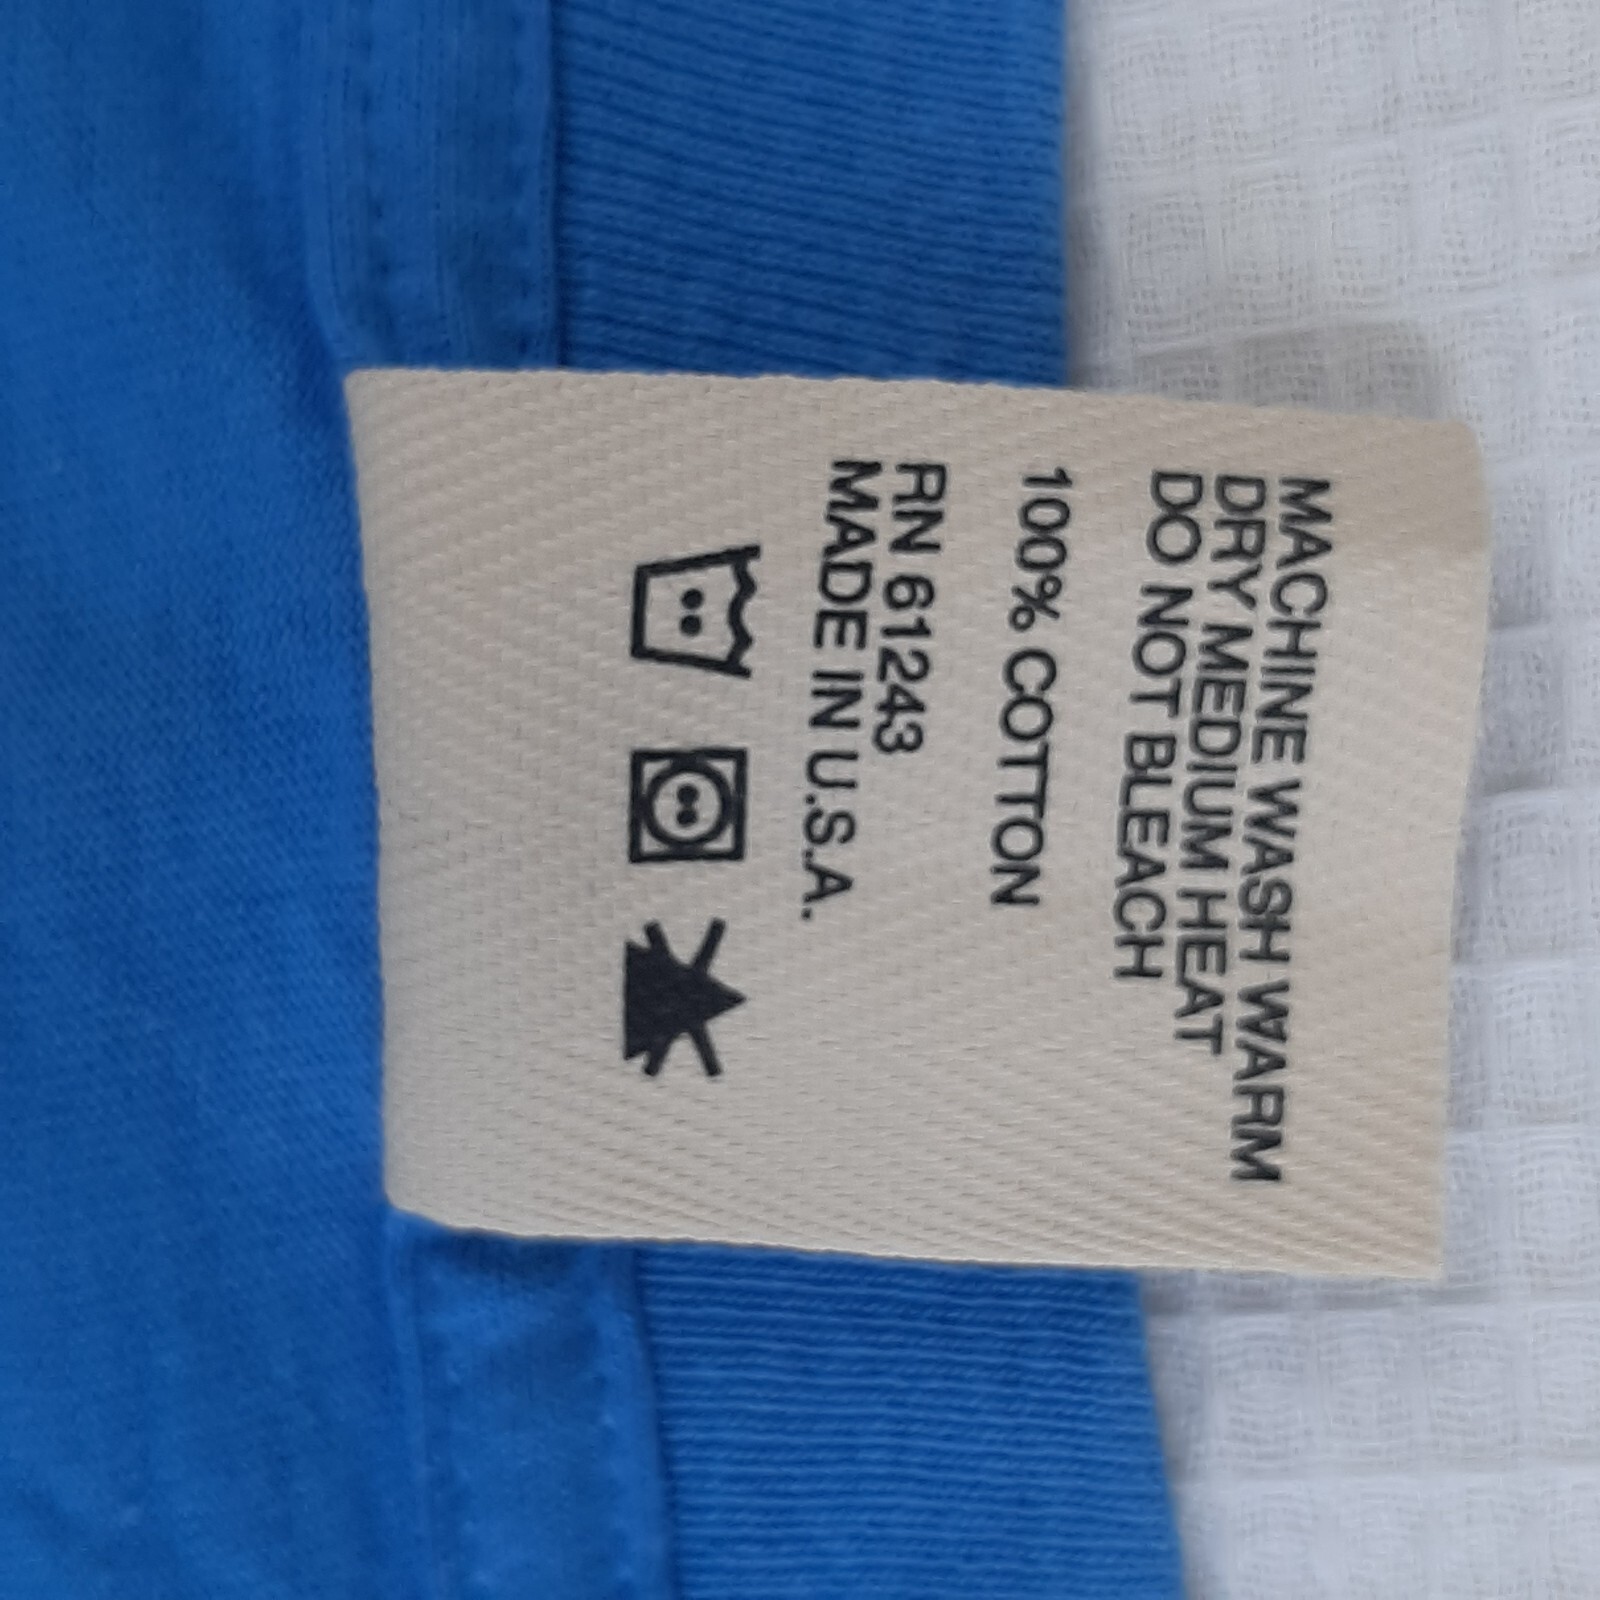 MACHINE WASH WARM
DRY MEDIUM HEAT
DO NOT BLEACH
100% COTTON
RN 61243
MADE IN U.S.A.